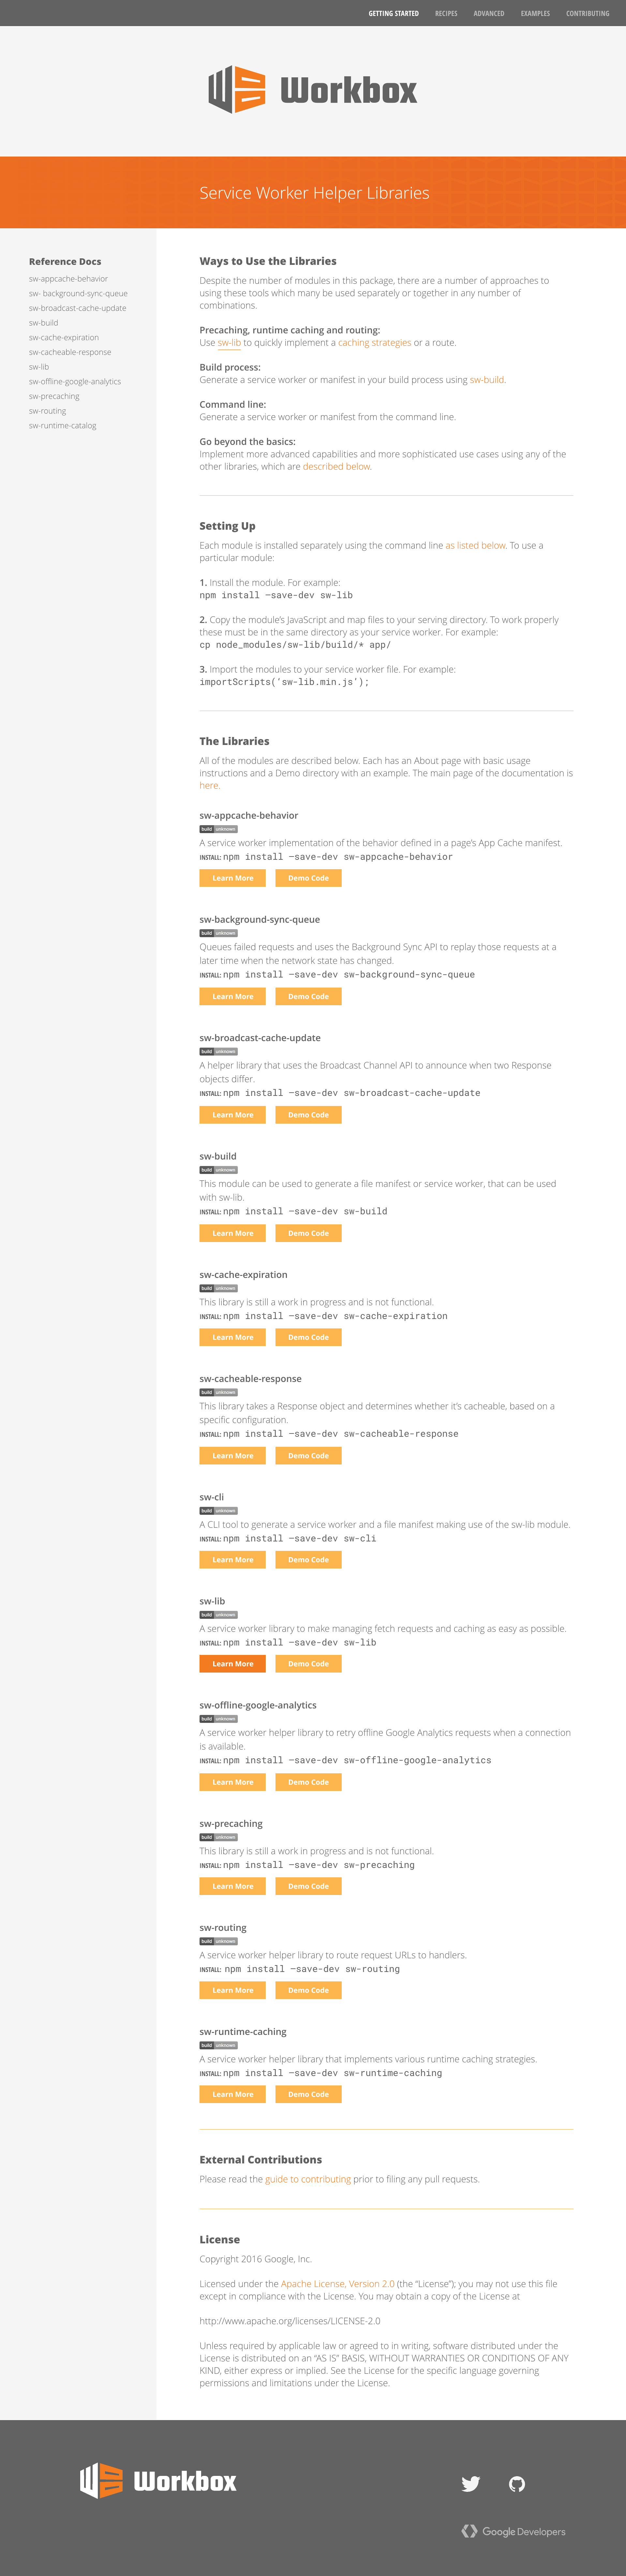 GETTING STARTED RECIPES ADVANCED EXAMPLES CONTRIBUTING
Workbox
Service Worker Helper Libraries
Reference Docs
sw-appcache-behavior
sw- background-sync-queue
sw-broadcast-cache-update
sw-build
sw-cache-expiration
sw-cacheable-response
sw-lib
sw-offline-google-analytics
sw-precaching
sw-routing
sw-runtime-catalog
Ways to Use the Libraries
Despite the number of modules in this package, there are a number of approaches to
using these tools which many be used separately or together in any number of
combinations.
Precaching, runtime caching and routing:
Use sw-lib to quickly implement a caching strategies or a route.
Build process:
Generate a service worker or manifest in your build process using sw-build.
Command line:
Generate a service worker or manifest from the command line.
Go beyond the basics:
Implement more advanced capabilities and more sophisticated use cases using any of the
other libraries, which are described below.
Setting Up
Each module is installed separately using the command line as listed below. To use a
particular module:
1. Install the module. For example:
npm install —save-dev sw-lib
2. Copy the module’s JavaScript and map files to your serving directory. To work properly
these must be in the same directory as your service worker. For example:
cp node_modules/sw-lib/build/* app/
3. Import the modules to your service worker file. For example:
importScripts(‘sw-lib.min.js’);
The Libraries
All of the modules are described below. Each has an About page with basic usage
instructions and a Demo directory with an example. The main page of the documentation is
here.
sw-appcache-behavior
build unknown
A service worker implementation of the behavior defined in a page’s App Cache manifest.
INSTALL: npm install —save-dev sw-appcache-behavior
Learn More Demo Code
sw-background-sync-queue
build unknown
Queues failed requests and uses the Background Sync API to replay those requests at a
later time when the network state has changed.
INSTALL: npm install —save-dev sw-background-sync-queue
Learn More Demo Code
sw-broadcast-cache-update
build unknown
A helper library that uses the Broadcast Channel API to announce when two Response
objects differ.
INSTALL: npm install —save-dev sw-broadcast-cache-update
Learn More Demo Code
sw-build
build unknown
This module can be used to generate a file manifest or service worker, that can be used
with sw-lib.
INSTALL: npm install —save-dev sw-build
Learn More Demo Code
sw-cache-expiration
build unknown
This library is still a work in progress and is not functional.
INSTALL: npm install —save-dev sw-cache-expiration
Learn More Demo Code
sw-cacheable-response
build unknown
This library takes a Response object and determines whether it’s cacheable, based on a
specific configuration.
INSTALL: npm install —save-dev sw-cacheable-response
Learn More Demo Code
sw-cli
build unknown
A CLI tool to generate a service worker and a file manifest making use of the sw-lib module.
INSTALL: npm install —save-dev sw-cli
Learn More Demo Code
sw-lib
build unknown
A service worker library to make managing fetch requests and caching as easy as possible.
INSTALL: npm install —save-dev sw-lib
Learn More Demo Code
sw-offline-google-analytics
build unknown
A service worker helper library to retry offline Google Analytics requests when a connection
is available.
INSTALL: npm install —save-dev sw-offline-google-analytics
Learn More Demo Code
sw-precaching
build unknown
This library is still a work in progress and is not functional.
INSTALL: npm install —save-dev sw-precaching
Learn More Demo Code
sw-routing
build unknown
A service worker helper library to route request URLs to handlers.
INSTALL: npm install —save-dev sw-routing
Learn More Demo Code
sw-runtime-caching
build unknown
A service worker helper library that implements various runtime caching strategies.
INSTALL: npm install —save-dev sw-runtime-caching
Learn More Demo Code
External Contributions
Please read the guide to contributing prior to filing any pull requests.
License
Copyright 2016 Google, Inc.
Licensed under the Apache License, Version 2.0 (the “License”); you may not use this file
except in compliance with the License. You may obtain a copy of the License at
http://www.apache.org/licenses/LICENSE-2.0
Unless required by applicable law or agreed to in writing, software distributed under the
License is distributed on an “AS IS” BASIS, WITHOUT WARRANTIES OR CONDITIONS OF ANY
KIND, either express or implied. See the License for the specific language governing
permissions and limitations under the License.
Workbox
Google Developers